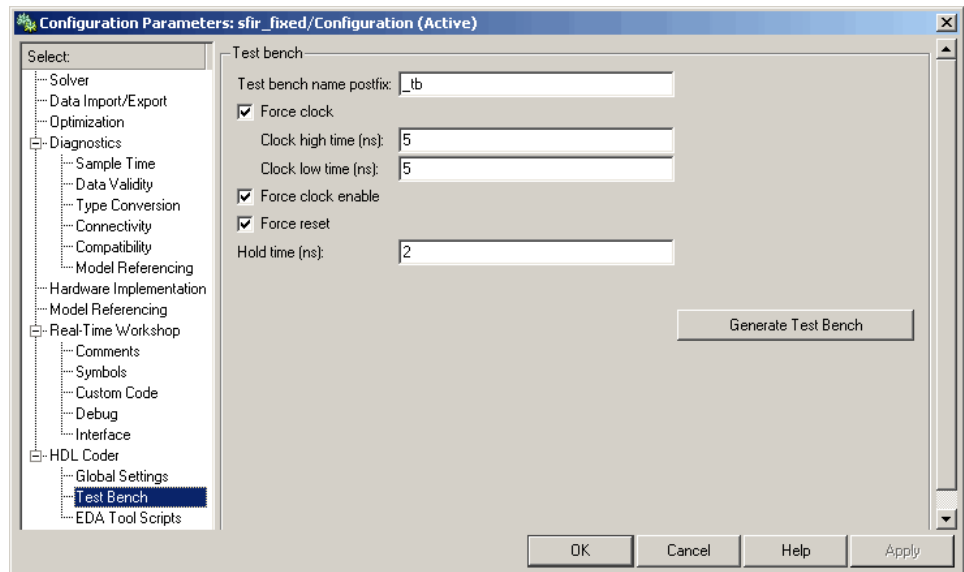 Configuration Parameters: sfir_fixed/Configuration (Active)
Select:
Solver
Data Import/Export
Optimization
Diagnostics
Sample Time
Data Validity
Type Conversion
Connectivity
Compatibility
Model Referencing
Hardware Implementation
Model Referencing
Real-Time Workshop
Comments
Symbols
Custom Code
Debug
Interface
HDL Coder
Global Settings
Test Bench
EDA Tool Scripts
Test bench
Test bench name postfix: _tb
Force clock
Clock high time (ns): 5
Clock low time (ns): 5
Force clock enable
Force reset
Hold time (ns): 2
Generate Test Bench
OK Cancel Help Apply